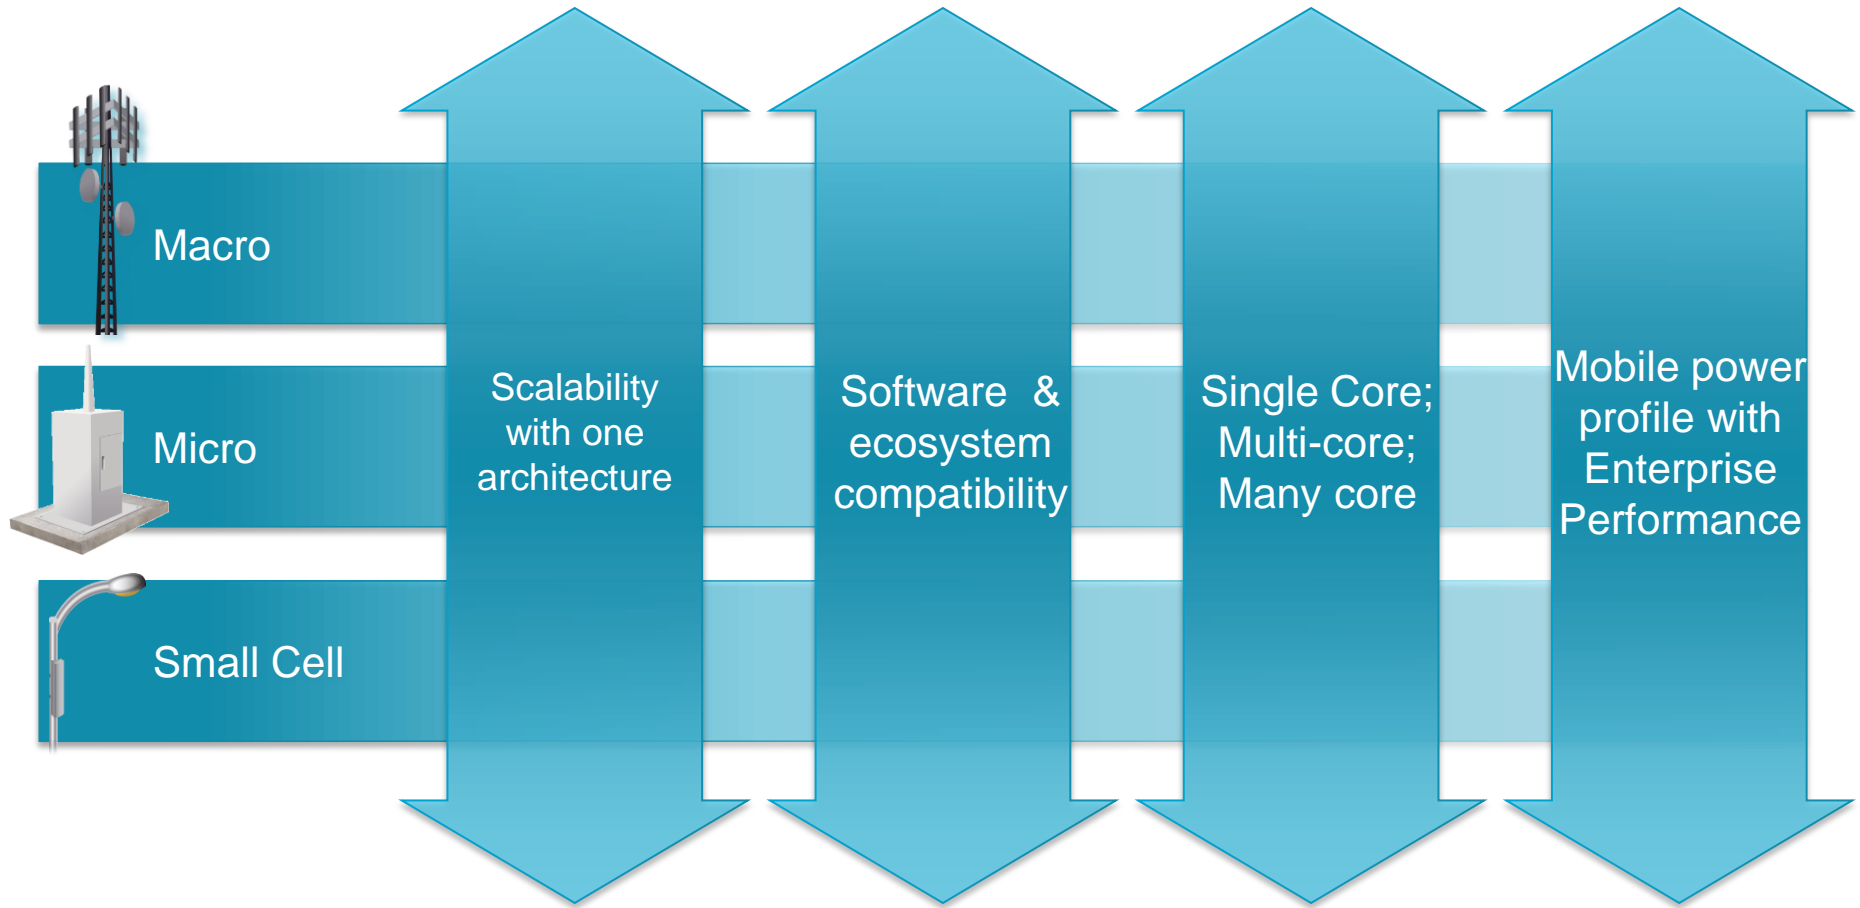 Macro
Micro
Small Cell
Scalability
with one
architecture
Software &
ecosystem
compatibility
Single Core;
Multi-core;
Many core
Mobile power
profile with
Enterprise
Performance